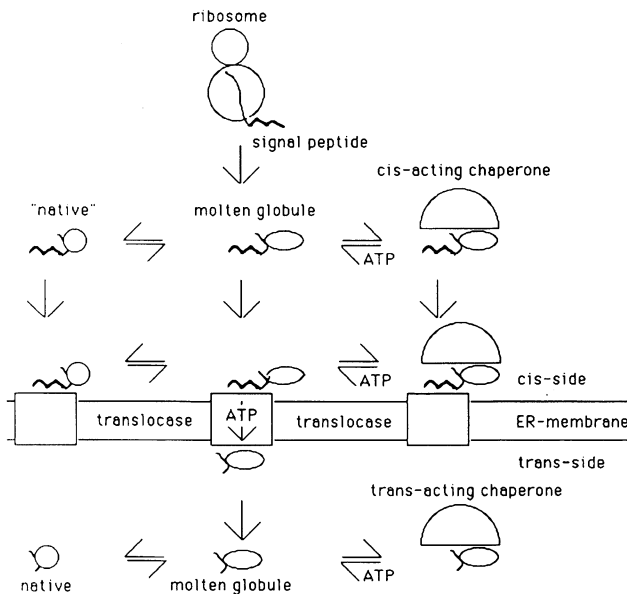 ribosome
signal peptide
cis-acting chaperone
"native"
molten globule
ATP
ATP
cis-side
translocase
ATP
translocase
ER-membrane
trans-side
trans-acting chaperone
ATP
native
molten globule